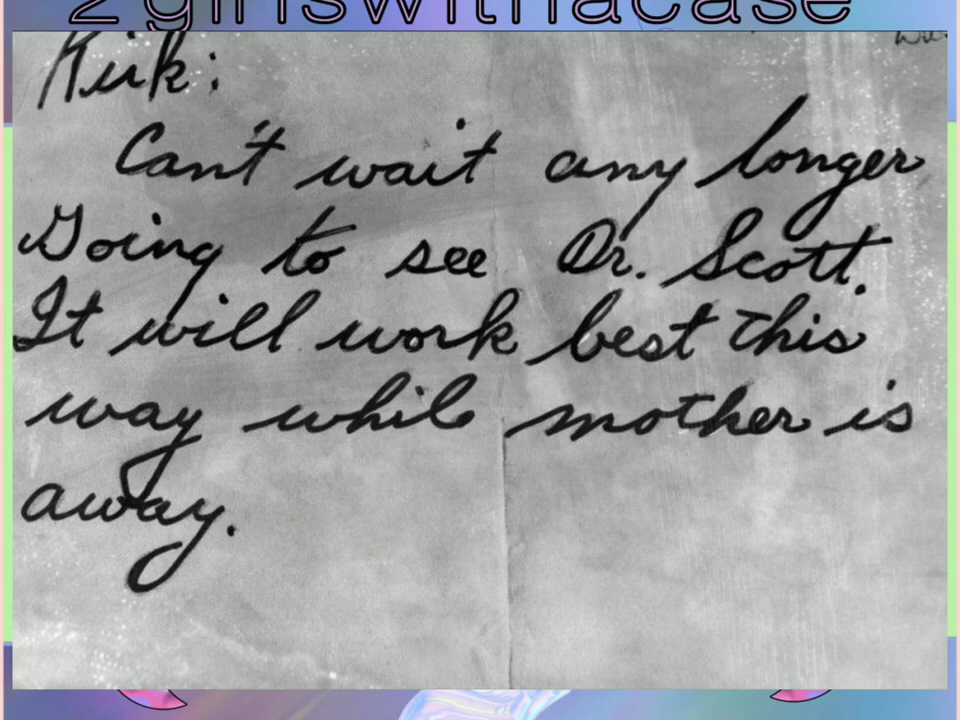 2girlswithacase
Kirk:
Can't wait any longer
Going to see Dr. Scott.
It will work best this
way while mother is
away.